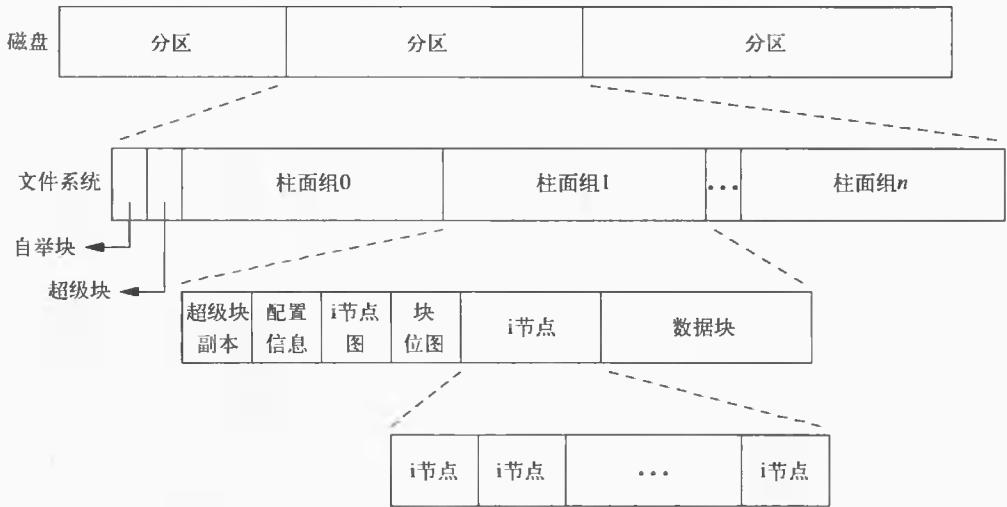 磁盘
分区
分区
分区
文件系统
柱面组0
柱面组1
...
柱面组n
自举块
超级块
超级块
副本
配置
信息
i节点
图
块
位图
i节点
数据块
i节点
i节点
...
i节点